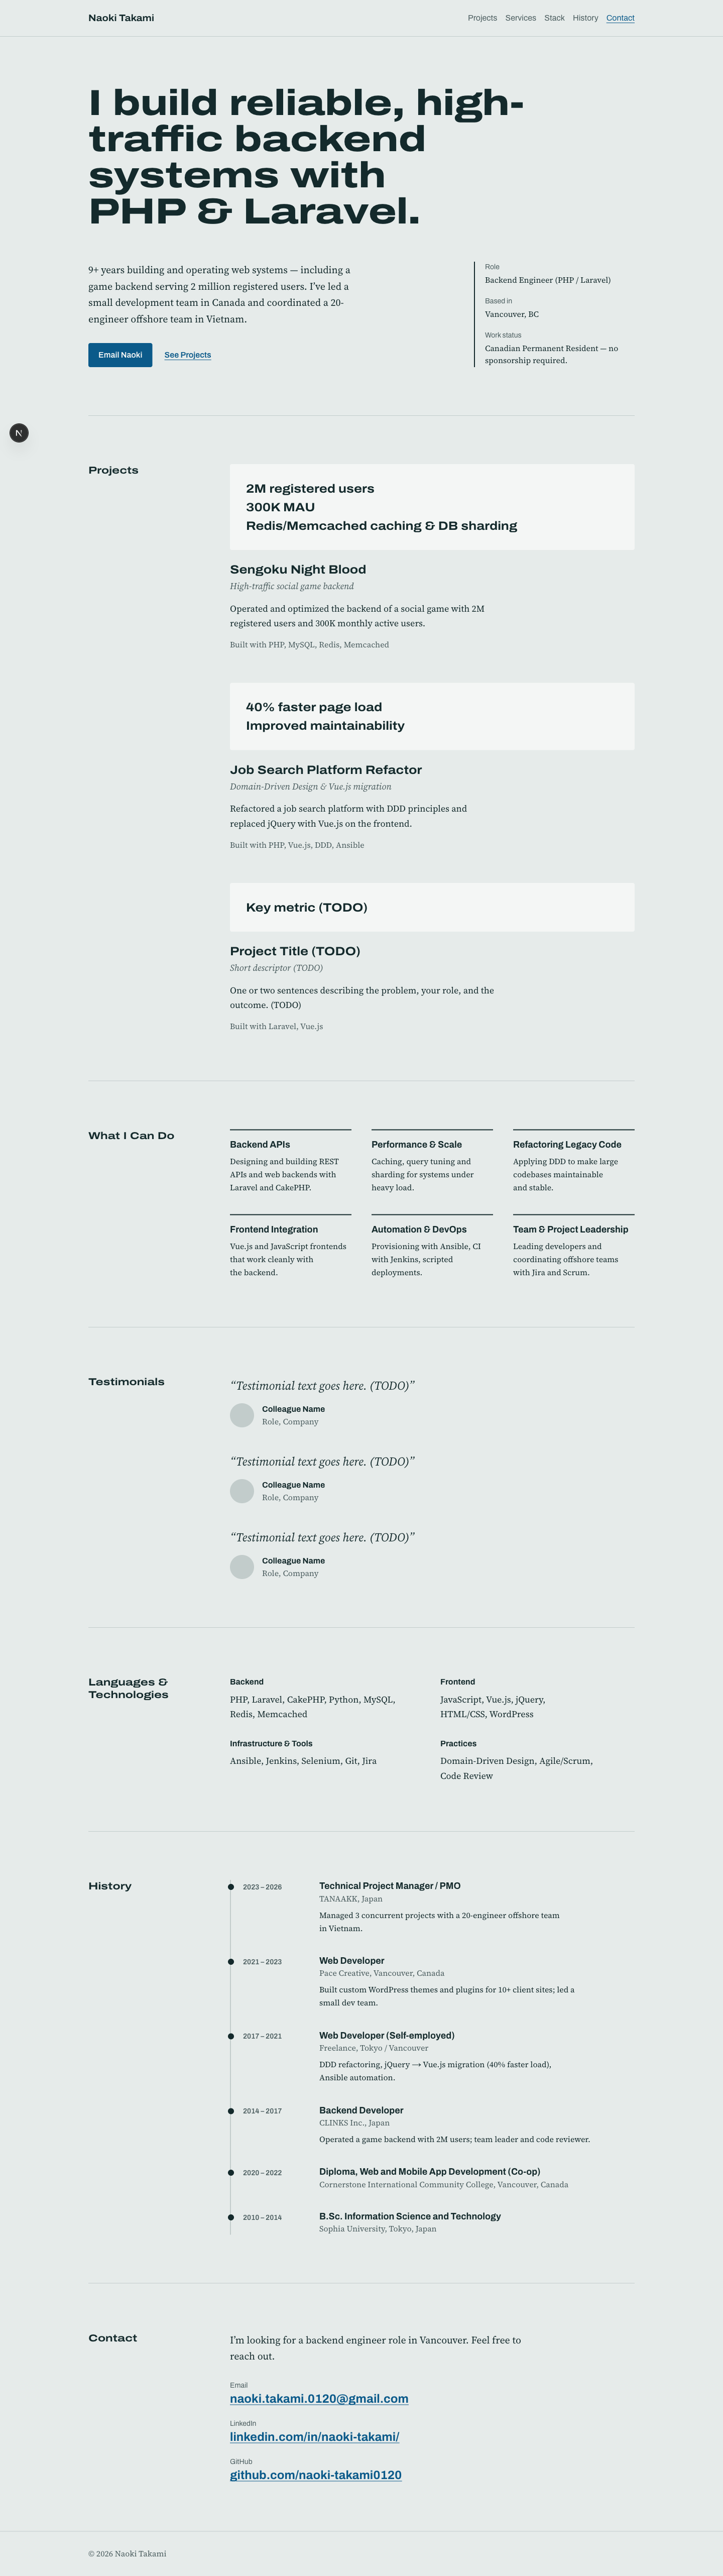 Naoki Takami
Projects Services Stack History Contact
I build reliable, high-
traffic backend
systems with
PHP & Laravel.
9+ years building and operating web systems — including a
game backend serving 2 million registered users. I've led a
small development team in Canada and coordinated a 20-
engineer offshore team in Vietnam.
Email Naoki See Projects
Role
Backend Engineer (PHP / Laravel)
Based in
Vancouver, BC
Work status
Canadian Permanent Resident — no
sponsorship required.
N
Projects
2M registered users
300K MAU
Redis/Memcached caching & DB sharding
Sengoku Night Blood
High-traffic social game backend
Operated and optimized the backend of a social game with 2M
registered users and 300K monthly active users.
Built with PHP, MySQL, Redis, Memcached
40% faster page load
Improved maintainability
Job Search Platform Refactor
Domain-Driven Design & Vue.js migration
Refactored a job search platform with DDD principles and
replaced jQuery with Vue.js on the frontend.
Built with PHP, Vue.js, DDD, Ansible
Key metric (TODO)
Project Title (TODO)
Short descriptor (TODO)
One or two sentences describing the problem, your role, and the
outcome. (TODO)
Built with Laravel, Vue.js
What I Can Do
Backend APIs
Designing and building REST
APIs and web backends with
Laravel and CakePHP.
Performance & Scale
Caching, query tuning and
sharding for systems under
heavy load.
Refactoring Legacy Code
Applying DDD to make large
codebases maintainable
and stable.
Frontend Integration
Vue.js and JavaScript frontends
that work cleanly with
the backend.
Automation & DevOps
Provisioning with Ansible, CI
with Jenkins, scripted
deployments.
Team & Project Leadership
Leading developers and
coordinating offshore teams
with Jira and Scrum.
Testimonials
“Testimonial text goes here. (TODO)”
Colleague Name
Role, Company
“Testimonial text goes here. (TODO)”
Colleague Name
Role, Company
“Testimonial text goes here. (TODO)”
Colleague Name
Role, Company
Languages &
Technologies
Backend
PHP, Laravel, CakePHP, Python, MySQL,
Redis, Memcached
Frontend
JavaScript, Vue.js, jQuery,
HTML/CSS, WordPress
Infrastructure & Tools
Ansible, Jenkins, Selenium, Git, Jira
Practices
Domain-Driven Design, Agile/Scrum,
Code Review
History
2023 – 2026
Technical Project Manager / PMO
TANAAKK, Japan
Managed 3 concurrent projects with a 20-engineer offshore team
in Vietnam.
2021 – 2023
Web Developer
Pace Creative, Vancouver, Canada
Built custom WordPress themes and plugins for 10+ client sites; led a
small dev team.
2017 – 2021
Web Developer (Self-employed)
Freelance, Tokyo / Vancouver
DDD refactoring, jQuery → Vue.js migration (40% faster load),
Ansible automation.
2014 – 2017
Backend Developer
CLINKS Inc., Japan
Operated a game backend with 2M users; team leader and code reviewer.
2020 – 2022
Diploma, Web and Mobile App Development (Co-op)
Cornerstone International Community College, Vancouver, Canada
2010 – 2014
B.Sc. Information Science and Technology
Sophia University, Tokyo, Japan
Contact
I'm looking for a backend engineer role in Vancouver. Feel free to
reach out.
Email
naoki.takami.0120@gmail.com
LinkedIn
linkedin.com/in/naoki-takami/
GitHub
github.com/naoki-takami0120
© 2026 Naoki Takami